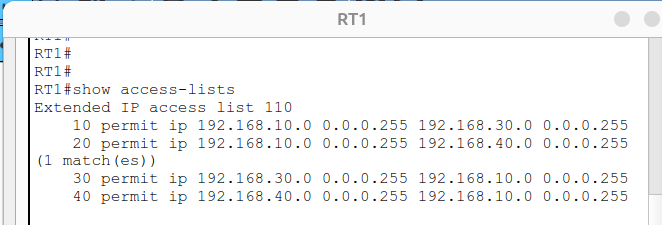 RT1
RT1#
RT1#
RT1#
RT1#show access-lists
Extended IP access list 110
    10 permit ip 192.168.10.0 0.0.0.255 192.168.30.0 0.0.0.255
    20 permit ip 192.168.10.0 0.0.0.255 192.168.40.0 0.0.0.255
(1 match(es))
    30 permit ip 192.168.30.0 0.0.0.255 192.168.10.0 0.0.0.255
    40 permit ip 192.168.40.0 0.0.0.255 192.168.10.0 0.0.0.255